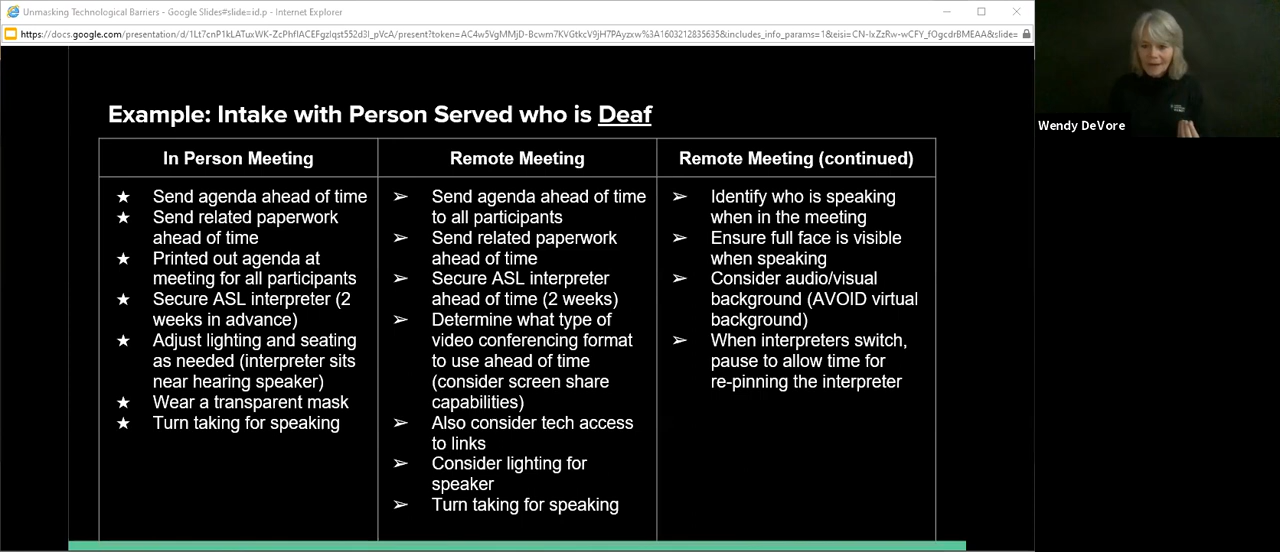 Unmasking Technological Barriers - Google Slides#slide=id.p - Internet Explorer
Example: Intake with Person Served who is Deaf
In Person Meeting
★ Send agenda ahead of time
★ Send related paperwork
ahead of time
★ Printed out agenda at
meeting for all participants
★ Secure ASL interpreter (2
weeks in advance)
★ Adjust lighting and seating
as needed (interpreter sits
near hearing speaker)
★ Wear a transparent mask
★ Turn taking for speaking
Remote Meeting
➢ Send agenda ahead of time
to all participants
➢ Send related paperwork
ahead of time
➢ Secure ASL interpreter
ahead of time (2 weeks)
➢ Determine what type of
video conferencing format
to use ahead of time
(consider screen share
capabilities)
➢ Also consider tech access
to links
➢ Consider lighting for
speaker
➢ Turn taking for speaking
Remote Meeting (continued)
➢ Identify who is speaking
when in the meeting
➢ Ensure full face is visible
when speaking
➢ Consider audio/visual
background (AVOID virtual
background)
➢ When interpreters switch,
pause to allow time for
re-pinning the interpreter
Wendy DeVore